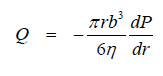 Q = − πrb³/6η dP/dr